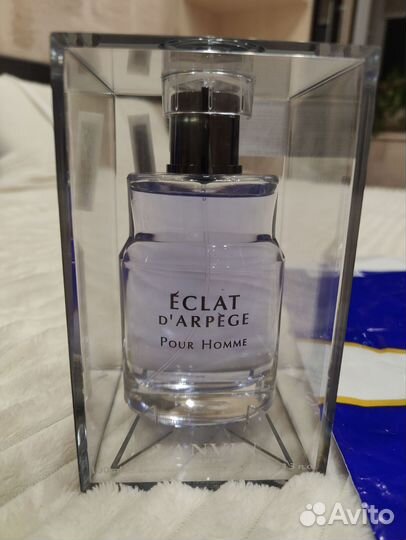 ÉCLAT
D'ARPÈGE
POUR HOMME
Avito